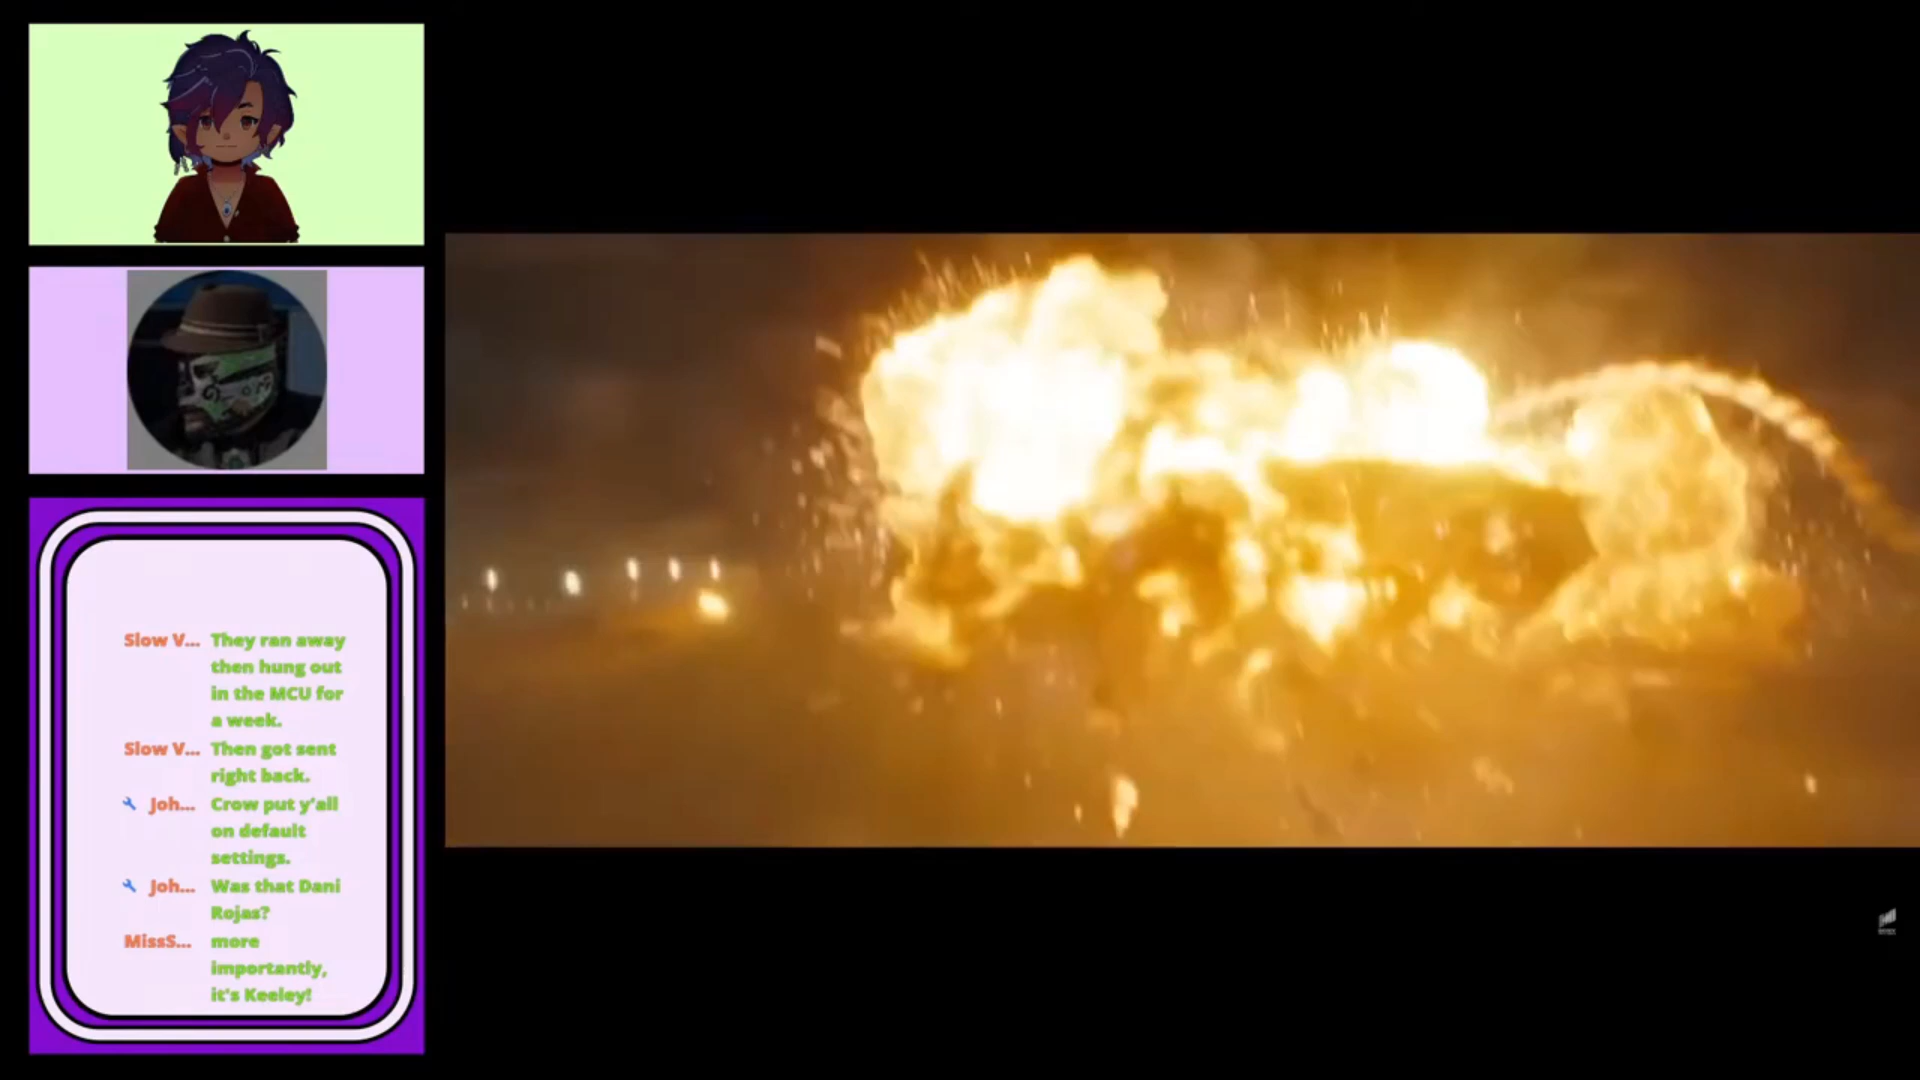 Slow V... They ran away
then hung out
in the MCU for
a week.
Slow V... Then got sent
right back.
Joh... Crow put y'all
on default
settings.
Joh... Was that Dani
Rojas?
MissS... more
importantly,
it's Keeley!